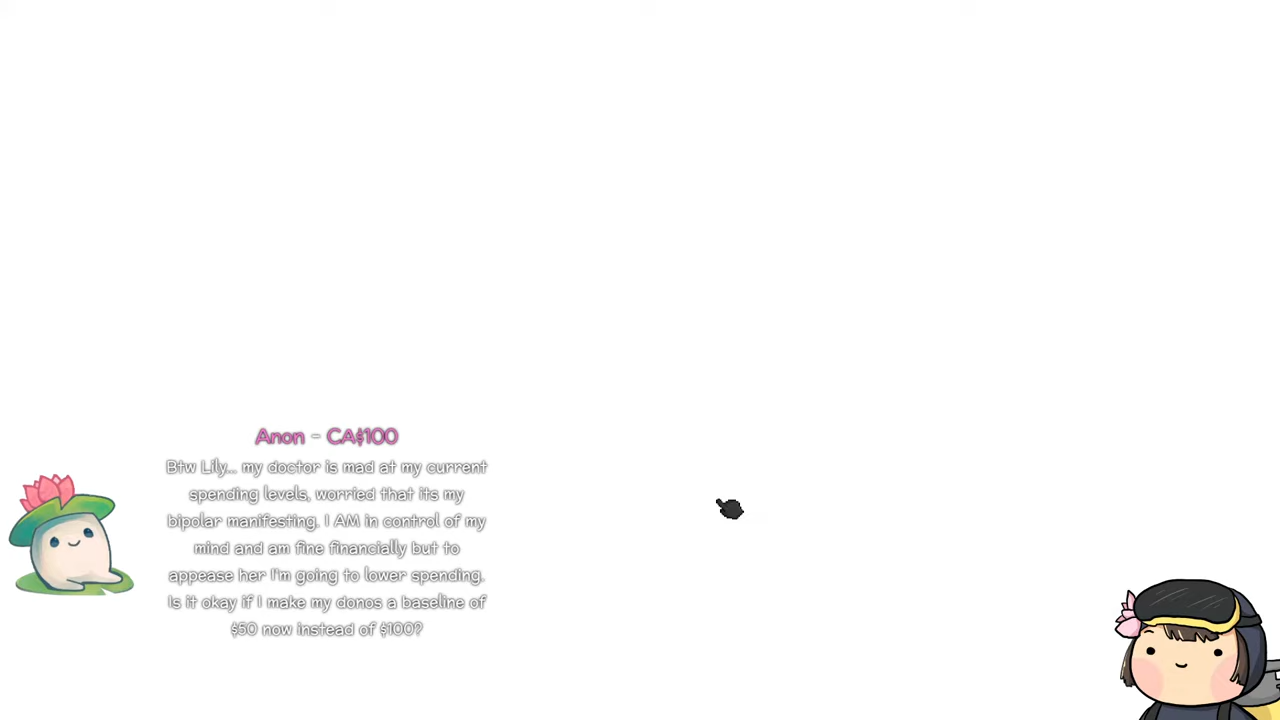 Anon - CA$100
Btw Lily... my doctor is mad at my current
spending levels, worried that its my
bipolar manifesting. I AM in control of my
mind and am fine financially but to
appease her I'm going to lower spending.
Is it okay if I make my donos a baseline of
$50 now instead of $100?